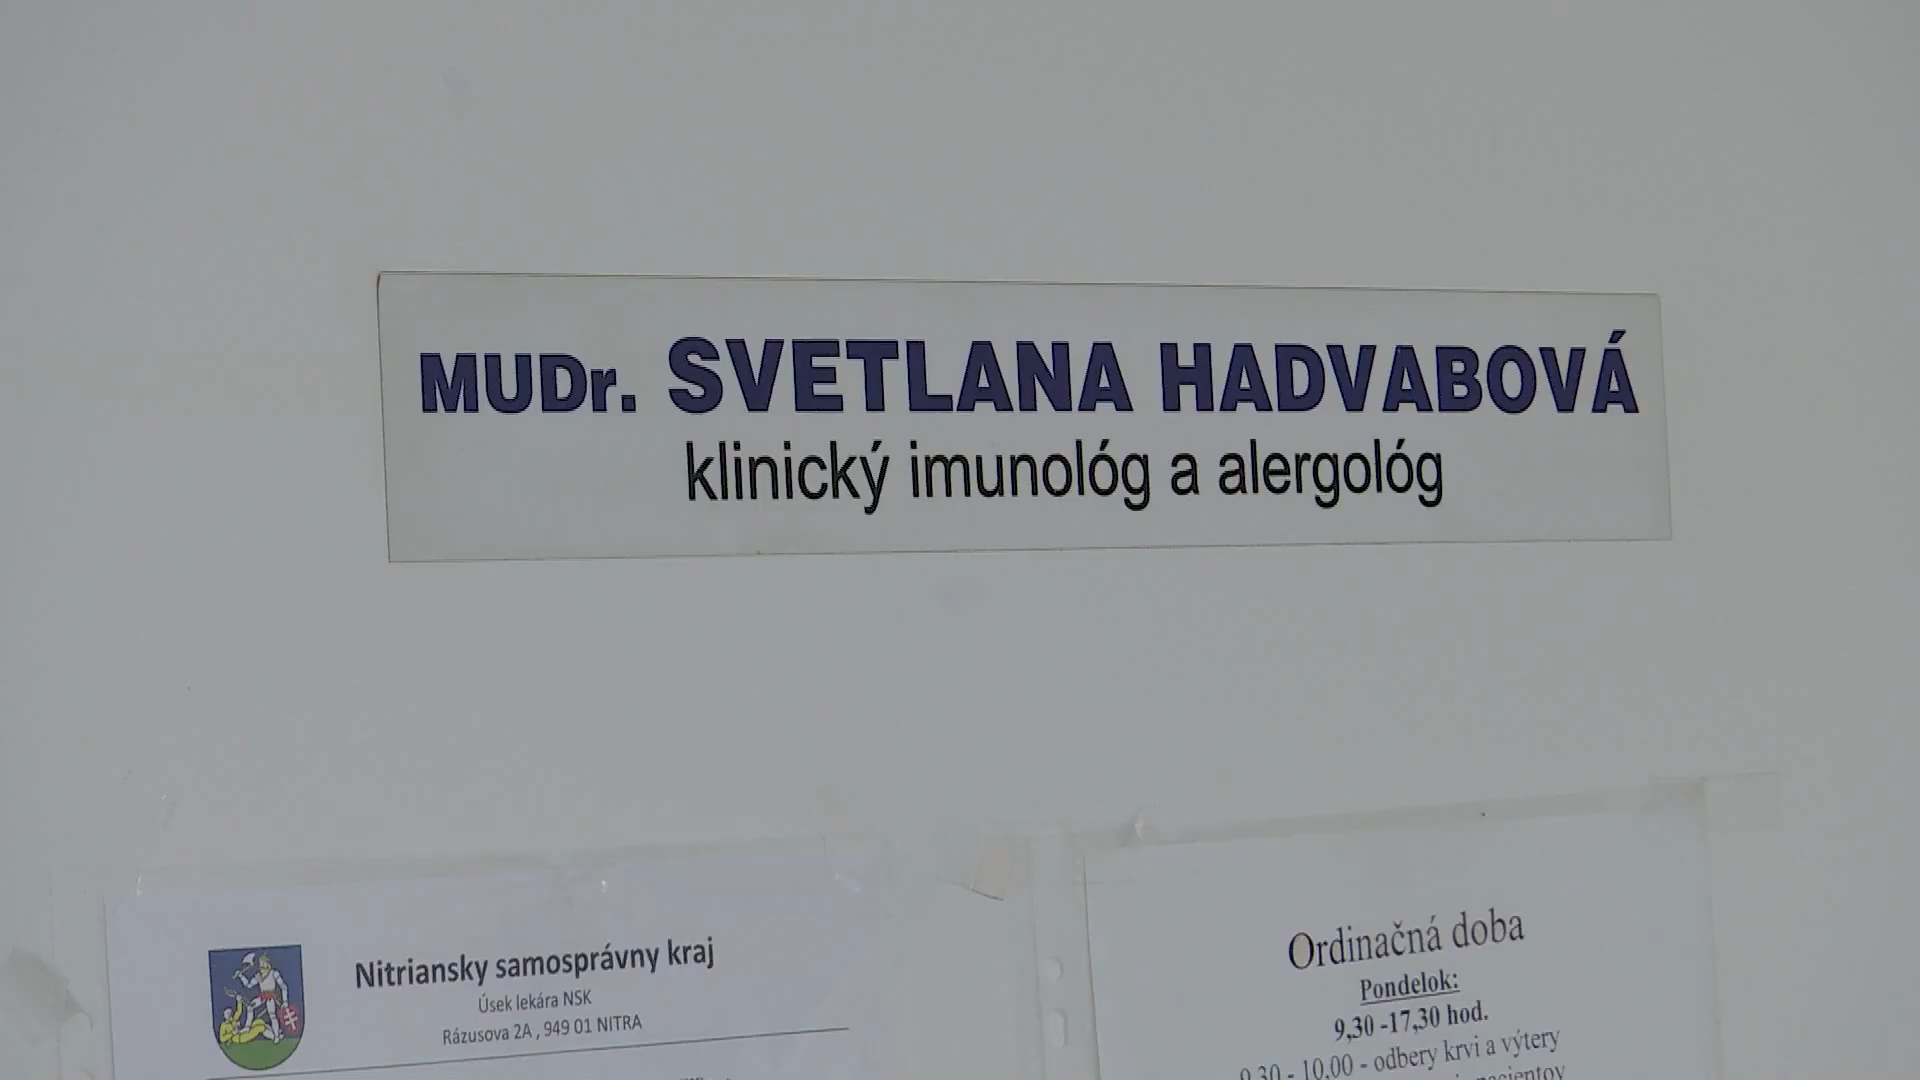 MUDr. SVETLANA HADVABOVÁ
klinický imunológ a alergológ
Nitriansky samosprávny kraj
Úsek lekára NSK
Rázusova 2A , 949 01 NITRA
Ordinačná doba
Pondelok:
9,30 -17,30 hod.
9,30 - 10,00 - odbery krvi a výtery
pacientov